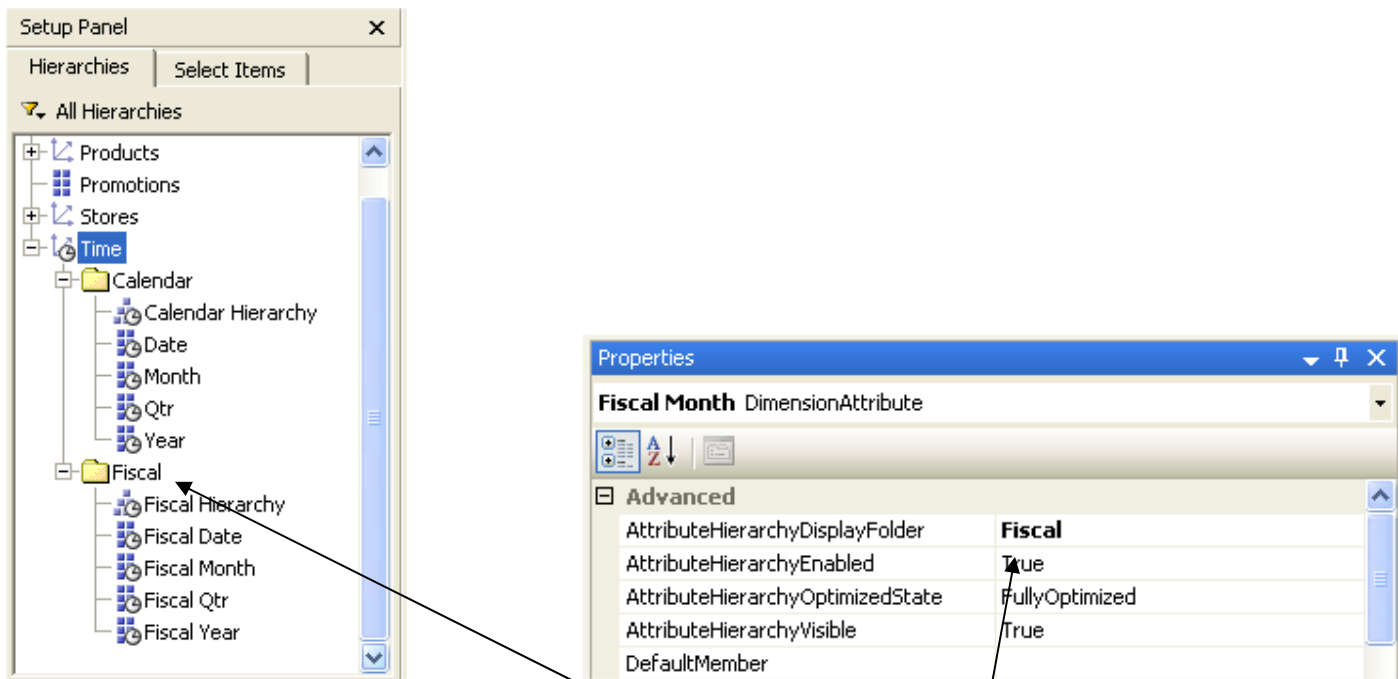 Setup Panel
Hierarchies
Select Items
All Hierarchies
Products
Promotions
Stores
Time
Calendar
Calendar Hierarchy
Date
Month
Qtr
Year
Fiscal
Fiscal Hierarchy
Fiscal Date
Fiscal Month
Fiscal Qtr
Fiscal Year
Properties
Fiscal Month DimensionAttribute
Advanced
AttributeHierarchyDisplayFolder Fiscal
AttributeHierarchyEnabled True
AttributeHierarchyOptimizedState FullyOptimized
AttributeHierarchyVisible True
DefaultMember